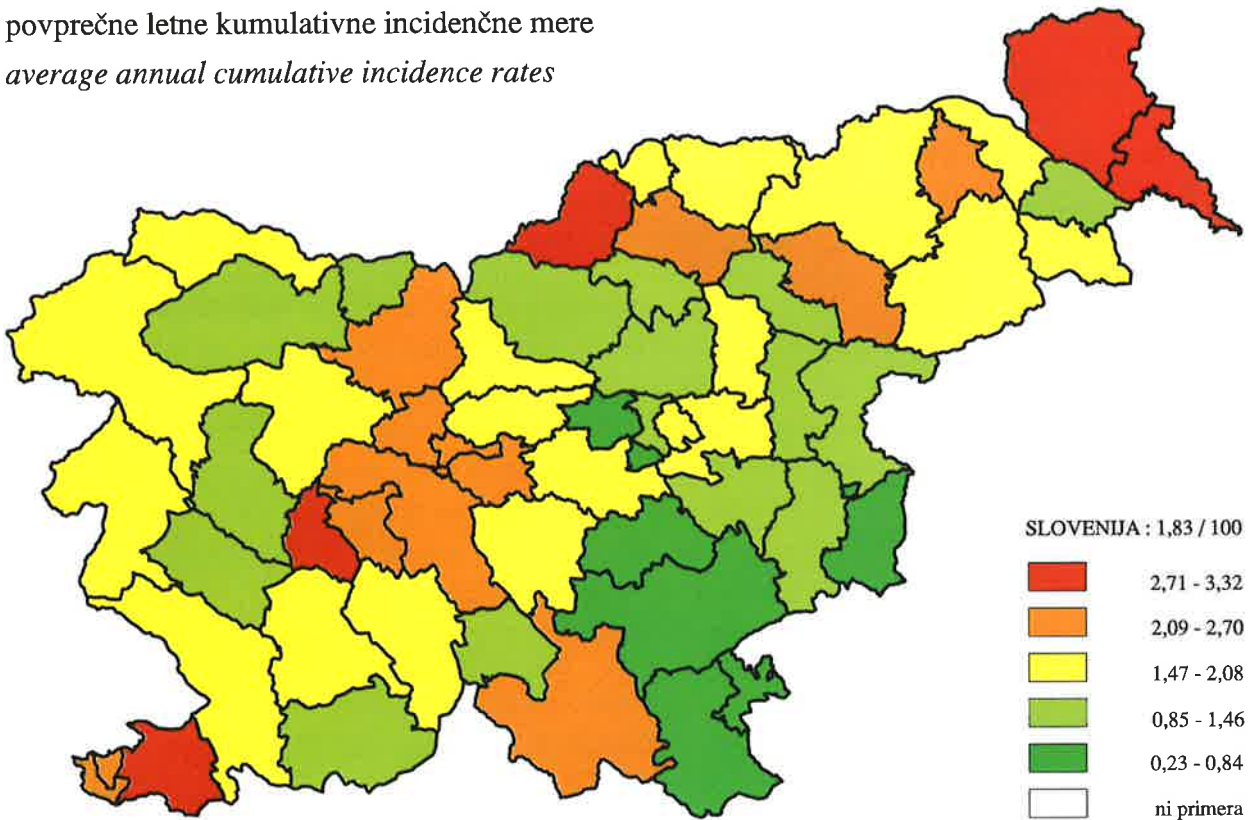 povprečne letne kumulativne incidenčne mere
average annual cumulative incidence rates
SLOVENIJA : 1,83 / 100
2,71 - 3,32
2,09 - 2,70
1,47 - 2,08
0,85 - 1,46
0,23 - 0,84
ni primera